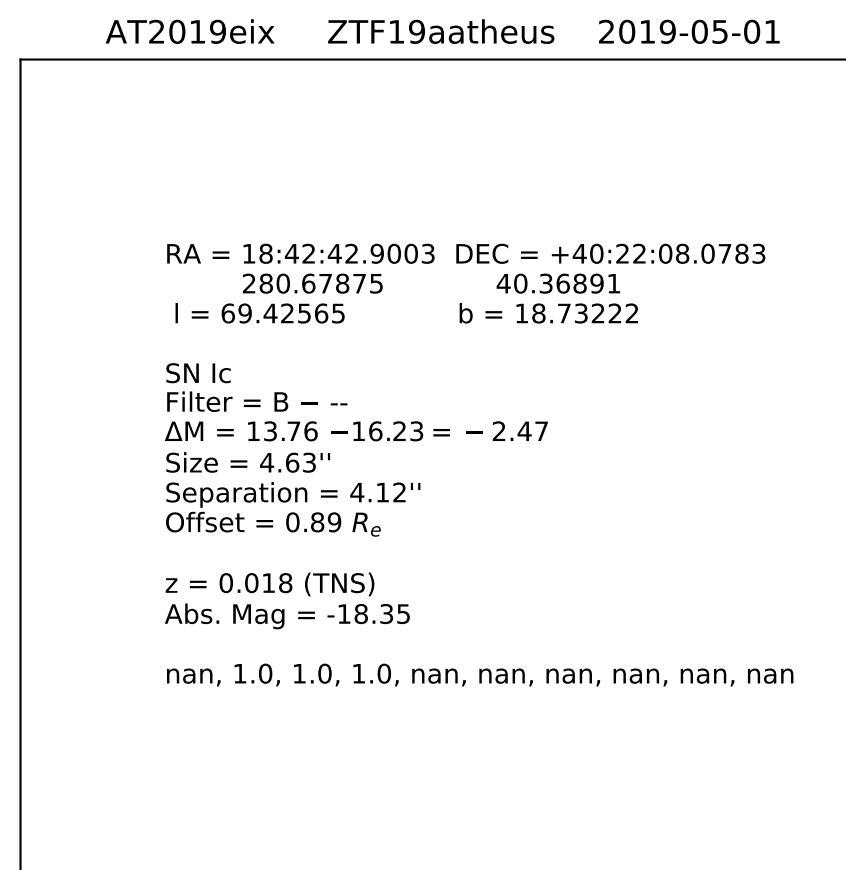 AT2019eix ZTF19aatheus 2019-05-01
RA = 18:42:42.9003 DEC = +40:22:08.0783
280.67875 40.36891
l = 69.42565 b = 18.73222
SN Ic
Filter = B − --
ΔM = 13.76 −16.23 = − 2.47
Size = 4.63''
Separation = 4.12''
Offset = 0.89 Rₑ
z = 0.018 (TNS)
Abs. Mag = -18.35
nan, 1.0, 1.0, 1.0, nan, nan, nan, nan, nan, nan